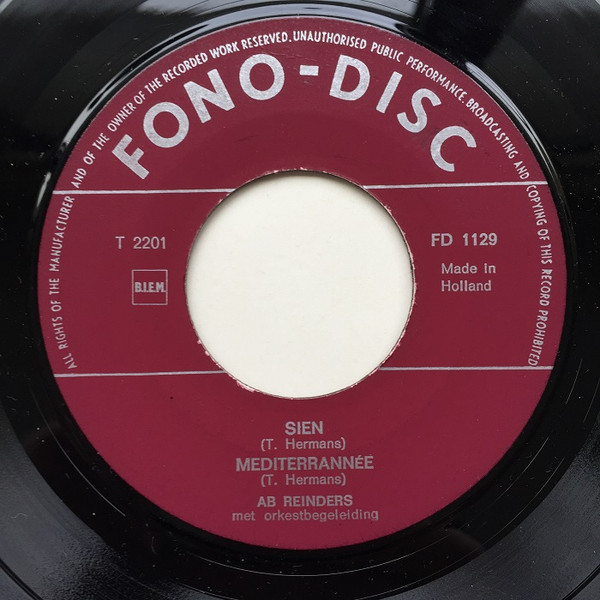 ALL RIGHTS OF THE MANUFACTURER AND OF THE OWNER OF THE RECORDED WORK RESERVED. UNAUTHORISED PUBLIC PERFORMANCE. BROADCASTING AND COPYING OF THIS RECORD PROHIBITED
FONO-DISC
T 2201
B.I.E.M.
FD 1129
Made In
Holland
SIEN
(T. Hermans)
MEDITERRANNÉE
(T. Hermans)
AB REINDERS
met orkestbegeleiding